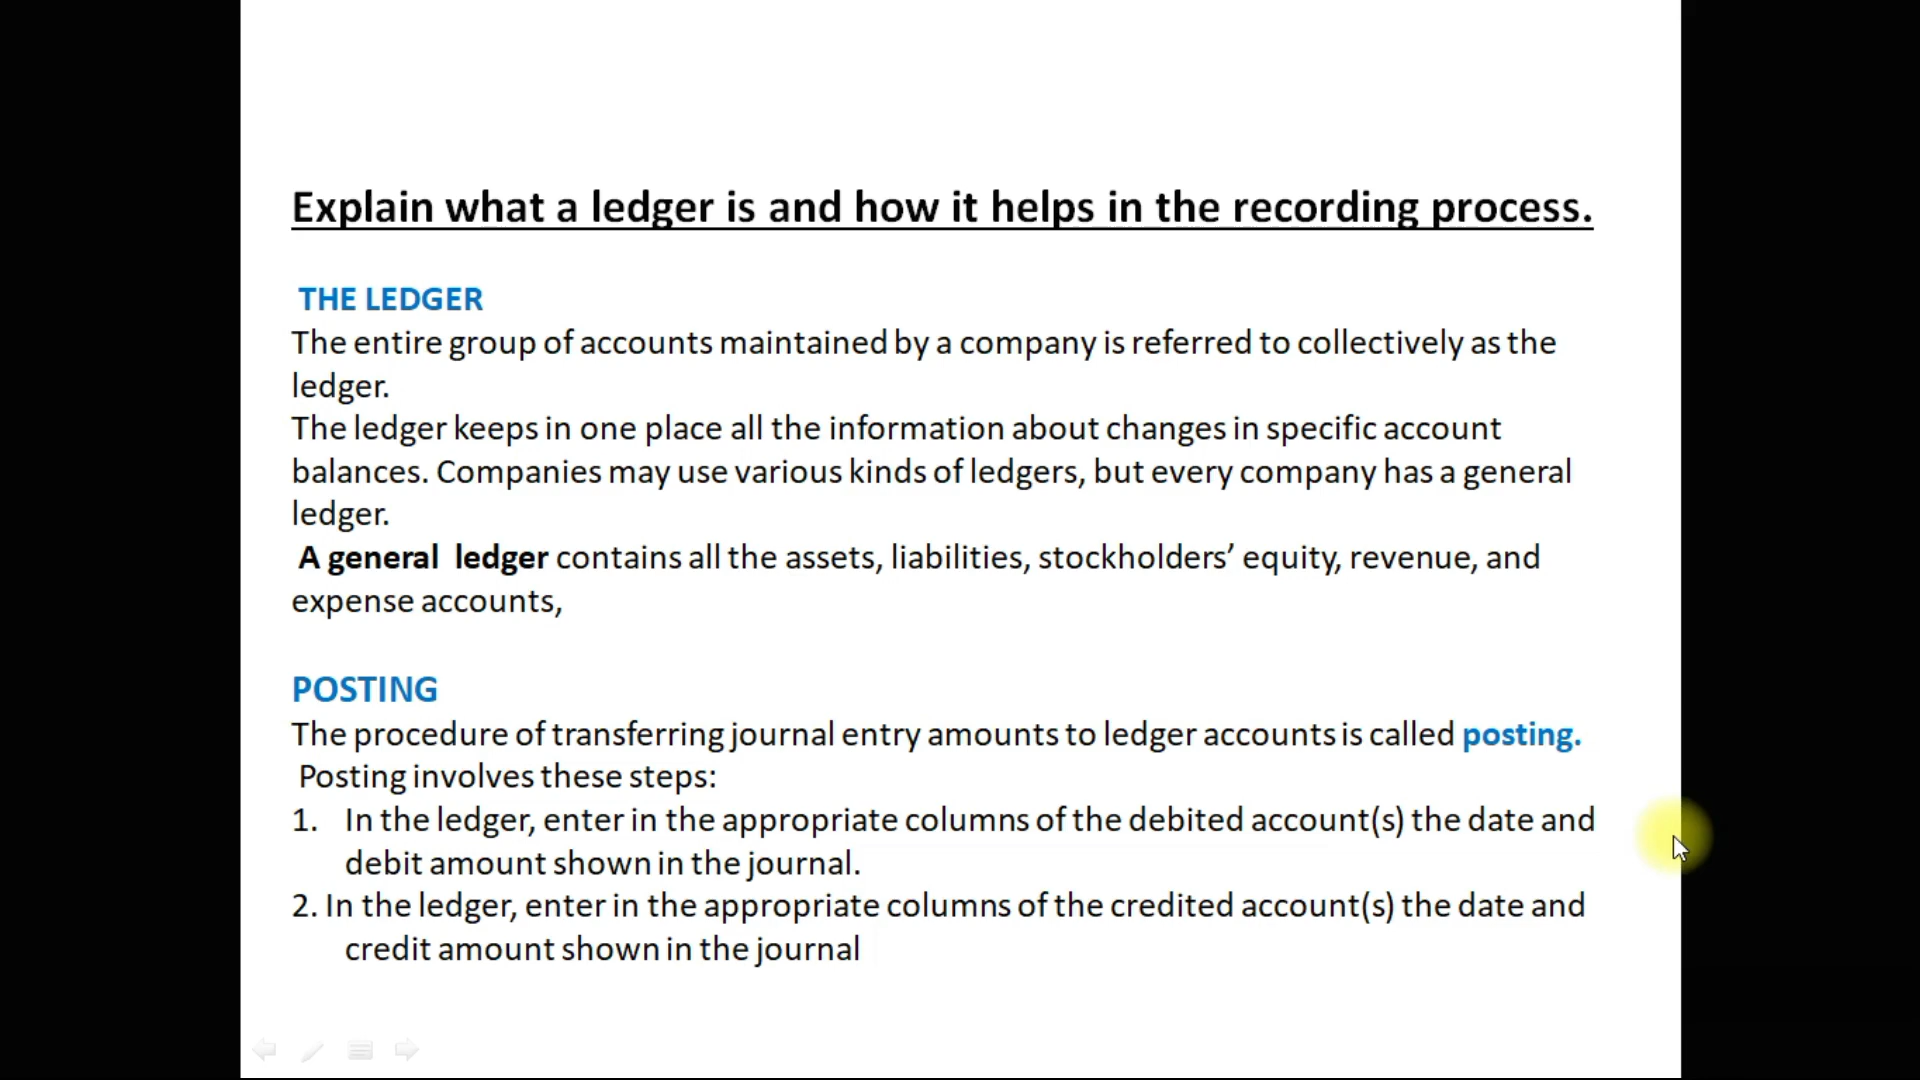 Explain what a ledger is and how it helps in the recording process.
THE LEDGER
The entire group of accounts maintained by a company is referred to collectively as the
ledger.
The ledger keeps in one place all the information about changes in specific account
balances. Companies may use various kinds of ledgers, but every company has a general
ledger.
A general ledger contains all the assets, liabilities, stockholders’ equity, revenue, and
expense accounts,
POSTING
The procedure of transferring journal entry amounts to ledger accounts is called posting.
Posting involves these steps:
1. In the ledger, enter in the appropriate columns of the debited account(s) the date and
debit amount shown in the journal.
2. In the ledger, enter in the appropriate columns of the credited account(s) the date and
credit amount shown in the journal